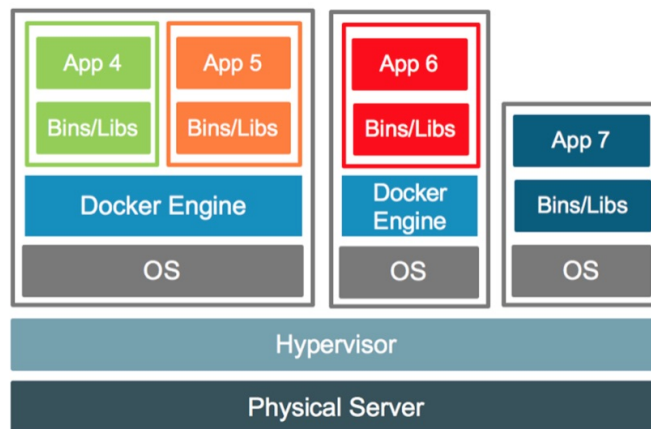 App 4
Bins/Libs
App 5
Bins/Libs
Docker Engine
OS
App 6
Bins/Libs
Docker
Engine
OS
App 7
Bins/Libs
OS
Hypervisor
Physical Server